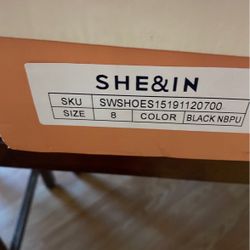 SHE&IN
SKU SWSHOES15191120700
SIZE 8 COLOR BLACK NBPU